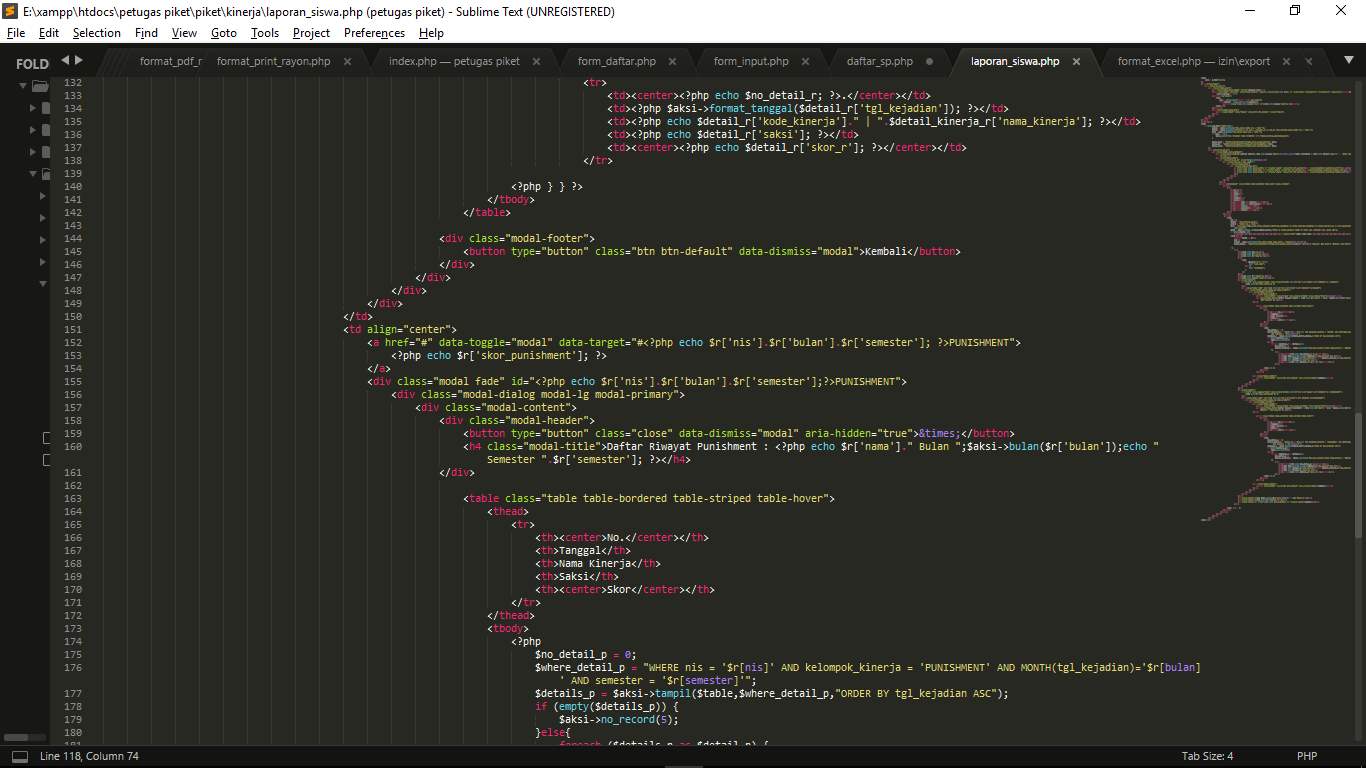 E:\xampp\htdocs\petugas piket\piket\kinerja\laporan_siswa.php (petugas piket) - Sublime Text (UNREGISTERED)
File Edit Selection Find View Goto Tools Project Preferences Help
FOLD
format_pdf_r format_print_rayon.php index.php — petugas piket form_daftar.php form_input.php daftar_sp.php laporan_siswa.php format_excel.php — izin\export
132 <tr>
133 <td><center><?php echo $no_detail_r; ?>.</center></td>
134 <td><?php $aksi->format_tanggal($detail_r['tgl_kejadian']); ?></td>
135 <td><?php echo $detail_r['kode_kinerja']." | ".$detail_kinerja_r['nama_kinerja']; ?></td>
136 <td><?php echo $detail_r['saksi']; ?></td>
137 <td><center><?php echo $detail_r['skor_r']; ?></center></td>
138 </tr>
139
140 <?php } } ?>
141 </tbody>
142 </table>
143
144 <div class="modal-footer">
145 <button type="button" class="btn btn-default" data-dismiss="modal">Kembali</button>
146 </div>
147 </div>
148 </div>
149 </div>
150 </td>
151 <td align="center">
152 <a href="#" data-toggle="modal" data-target="#<?php echo $r['nis'].$r['bulan'].$r['semester']; ?>PUNISHMENT">
153 <?php echo $r['skor_punishment']; ?>
154 </a>
155 <div class="modal fade" id="<?php echo $r['nis'].$r['bulan'].$r['semester'];?>PUNISHMENT">
156 <div class="modal-dialog modal-lg modal-primary">
157 <div class="modal-content">
158 <div class="modal-header">
159 <button type="button" class="close" data-dismiss="modal" aria-hidden="true">&times;</button>
160 <h4 class="modal-title">Daftar Riwayat Punishment : <?php echo $r['nama']." Bulan ";$aksi->bulan($r['bulan']);echo "
Semester ".$r['semester']; ?></h4>
161 </div>
162
163 <table class="table table-bordered table-striped table-hover">
164 <thead>
165 <tr>
166 <th><center>No.</center></th>
167 <th>Tanggal</th>
168 <th>Nama Kinerja</th>
169 <th>Saksi</th>
170 <th><center>Skor</center></th>
171 </tr>
172 </thead>
173 <tbody>
174 <?php
175 $no_detail_p = 0;
176 $where_detail_p = "WHERE nis = '$r[nis]' AND kelompok_kinerja = 'PUNISHMENT' AND MONTH(tgl_kejadian)='$r[bulan]
' AND semester = '$r[semester]'";
177 $details_p = $aksi->tampil($table,$where_detail_p,"ORDER BY tgl_kejadian ASC");
178 if (empty($details_p)) {
179 $aksi->no_record(5);
180 }else{
181 foreach ($details_p as $detail_p) {
Line 118, Column 74 Tab Size: 4 PHP